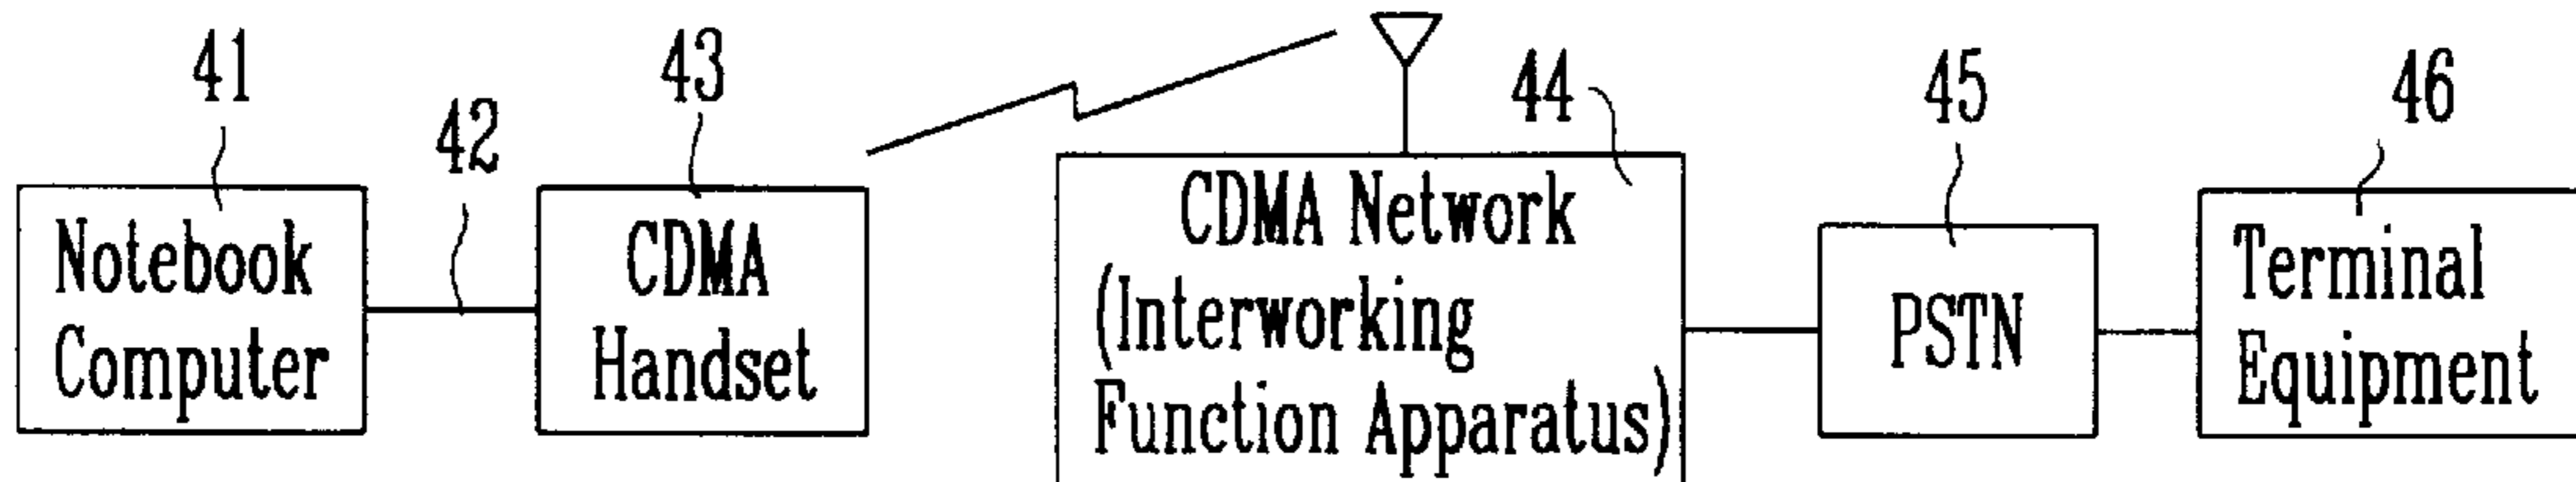 41
42
43
44
45
46
Notebook
Computer
CDMA
Handset
CDMA Network
(Interworking
Function Apparatus)
PSTN
Terminal
Equipment